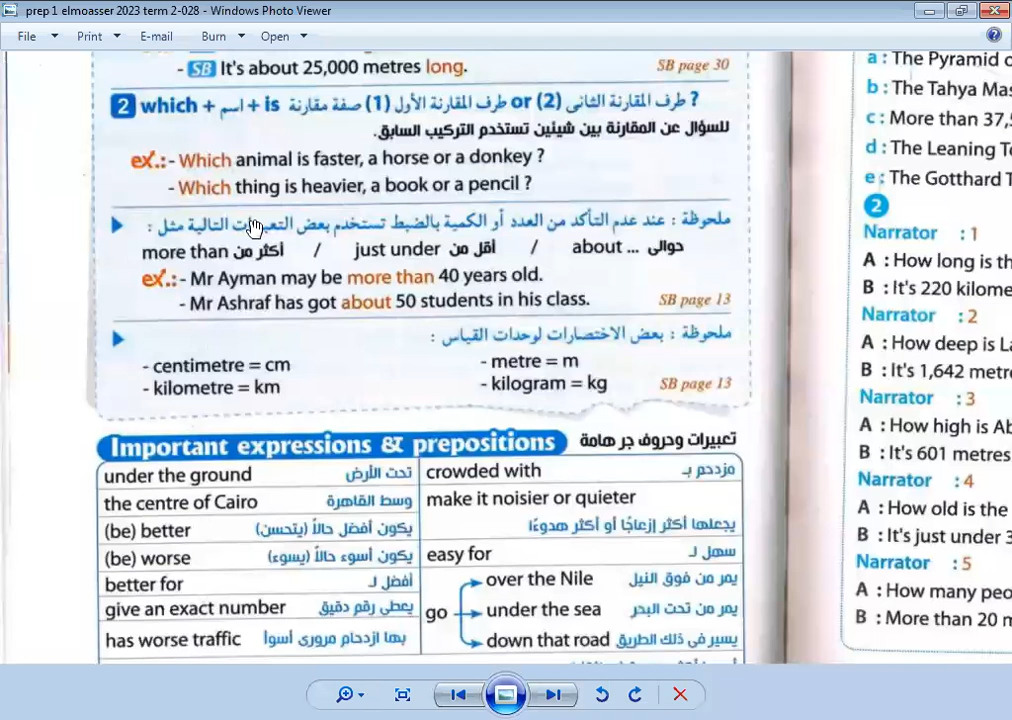 prep 1 elmoasser 2023 term 2-028 - Windows Photo Viewer
File Print E-mail Burn Open
- SB It's about 25,000 metres long. SB page 30
2 which + اسم + is صفة مقارنة (1) طرف المقارنة الأول or (2) طرف المقارنة الثانى ?
للسؤال عن المقارنة بين شيئين تستخدم التركيب السابق.
ex.:- Which animal is faster, a horse or a donkey ?
- Which thing is heavier, a book or a pencil ?
ملحوظة : عند عدم التأكد من العدد أو الكمية بالضبط تستخدم بعض التعبيرات التالية مثل :
more than أكثر من / just under أقل من / about ... حوالى
ex.:- Mr Ayman may be more than 40 years old.
- Mr Ashraf has got about 50 students in his class. SB page 13
ملحوظة : بعض الاختصارات لوحدات القياس :
- centimetre = cm - metre = m
- kilometre = km - kilogram = kg SB page 13
Important expressions & prepositions تعبيرات وحروف جر هامة
under the ground تحت الأرض crowded with مزدحم بـ
the centre of Cairo وسط القاهرة make it noisier or quieter
(be) better يكون أفضل حالاً (يتحسن) يجعلها أكثر إزعاجًا أو أكثر هدوءًا
(be) worse يكون أسوء حالاً (يسوء) easy for سهل لـ
better for أفضل لـ over the Nile يمر من فوق النيل
give an exact number يعطى رقم دقيق go under the sea يمر من تحت البحر
has worse traffic بها ازدحام مرورى أسوأ down that road يسير فى ذلك الطريق
a : The Pyramid o
b : The Tahya Mas
c : More than 37,5
d : The Leaning To
e : The Gotthard T
2
Narrator : 1
A : How long is th
B : It's 220 kilome
Narrator : 2
A : How deep is La
B : It's 1,642 metre
Narrator : 3
A : How high is Ab
B : It's 601 metres
Narrator : 4
A : How old is the
B : It's just under 3
Narrator : 5
A : How many peo
B : More than 20 m